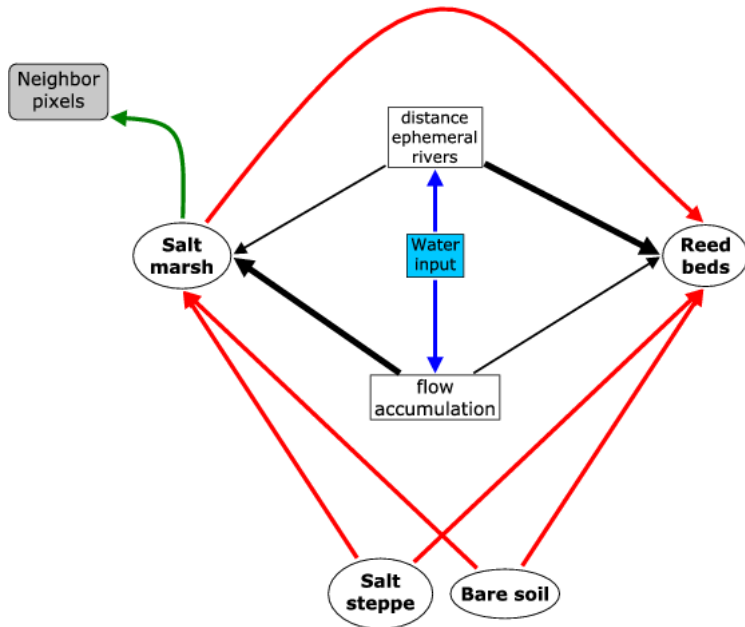 Neighbor
pixels
distance
ephemeral
rivers
Salt
marsh
Water
input
Reed
beds
flow
accumulation
Salt
steppe
Bare soil